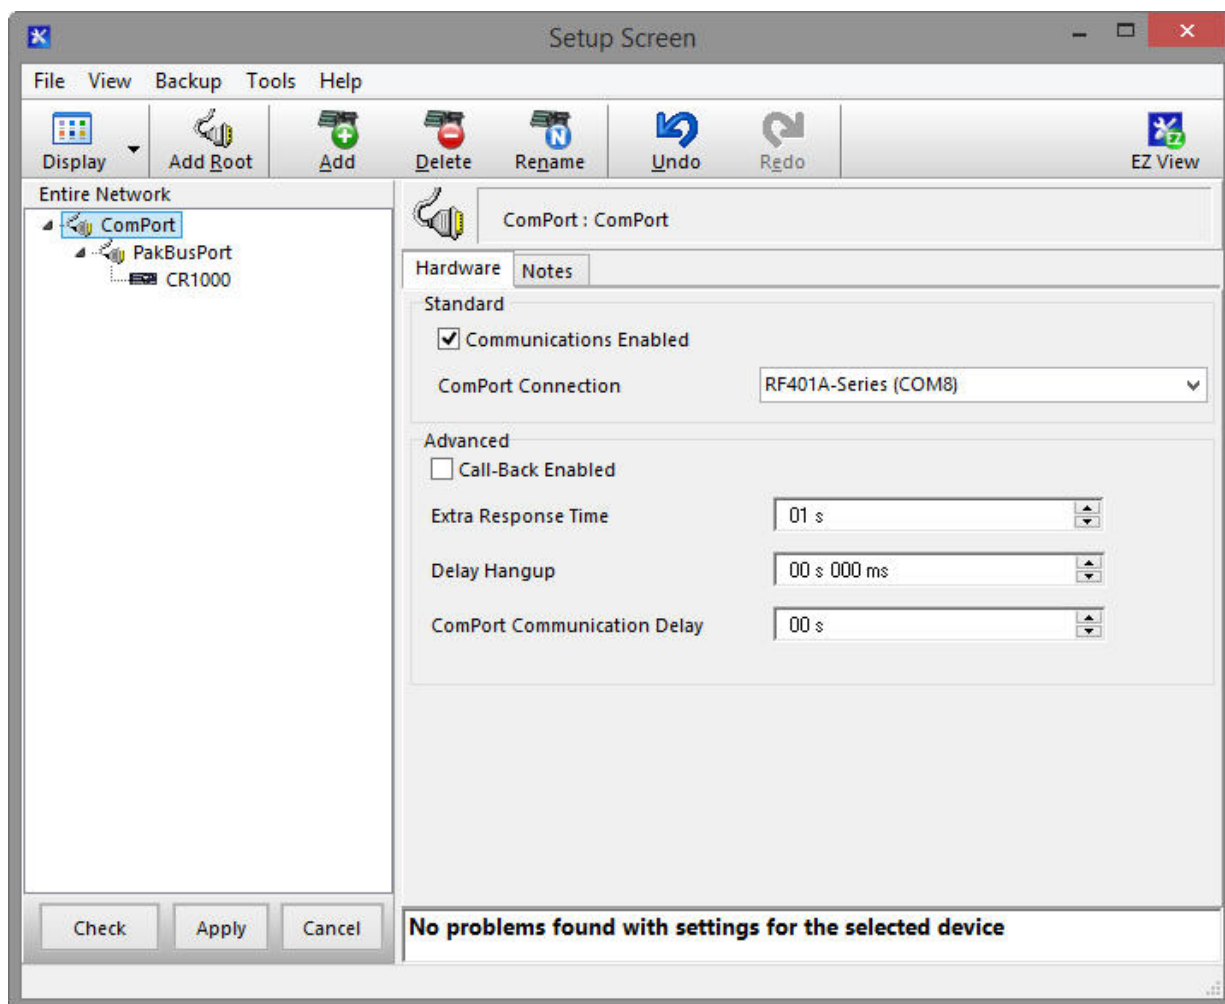 Setup Screen
File View Backup Tools Help
Display Add Root Add Delete Rename Undo Redo EZ View
Entire Network
ComPort
PakBusPort
CR1000
ComPort : ComPort
Hardware Notes
Standard
Communications Enabled
ComPort Connection RF401A-Series (COM8)
Advanced
Call-Back Enabled
Extra Response Time 01 s
Delay Hangup 00 s 000 ms
ComPort Communication Delay 00 s
Check Apply Cancel
No problems found with settings for the selected device